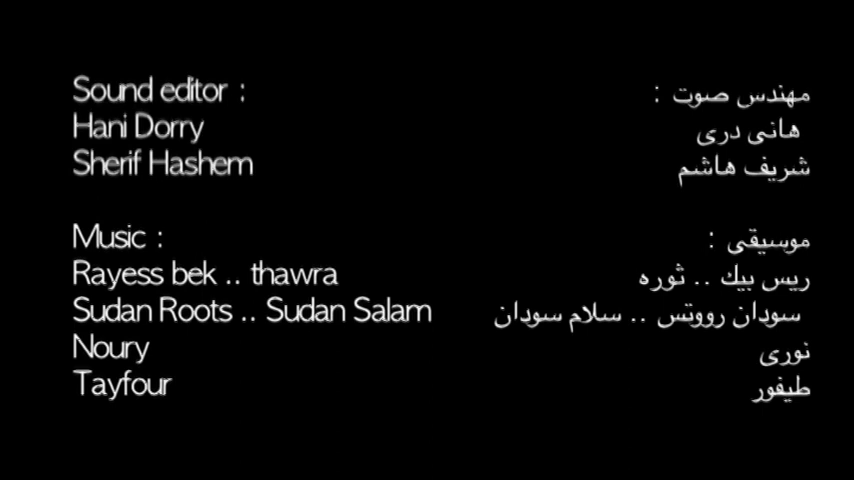 Sound editor :
Hani Dorry
Sherif Hashem
Music :
Rayess bek .. thawra
Sudan Roots .. Sudan Salam
Noury
Tayfour
مهندس صوت :
هانى درى
شريف هاشم
موسيقى :
ريس بيك .. ثوره
سودان رووتس .. سلام سودان
نورى
طيفور